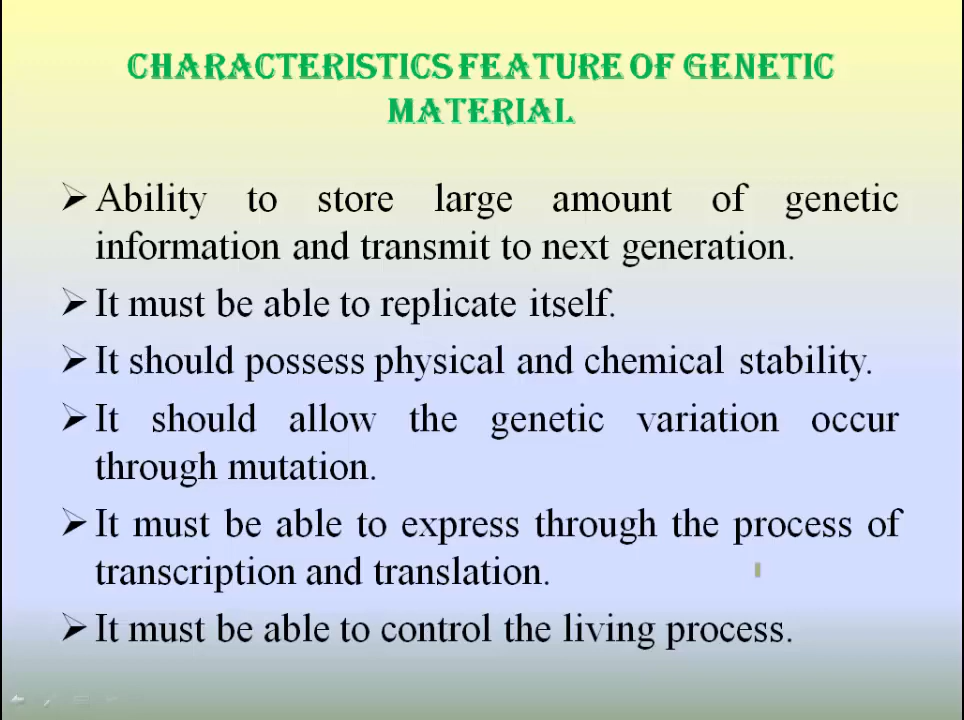 CHARACTERISTICS FEATURE OF GENETIC
MATERIAL
➢ Ability to store large amount of genetic
information and transmit to next generation.
➢ It must be able to replicate itself.
➢ It should possess physical and chemical stability.
➢ It should allow the genetic variation occur
through mutation.
➢ It must be able to express through the process of
transcription and translation.
➢ It must be able to control the living process.